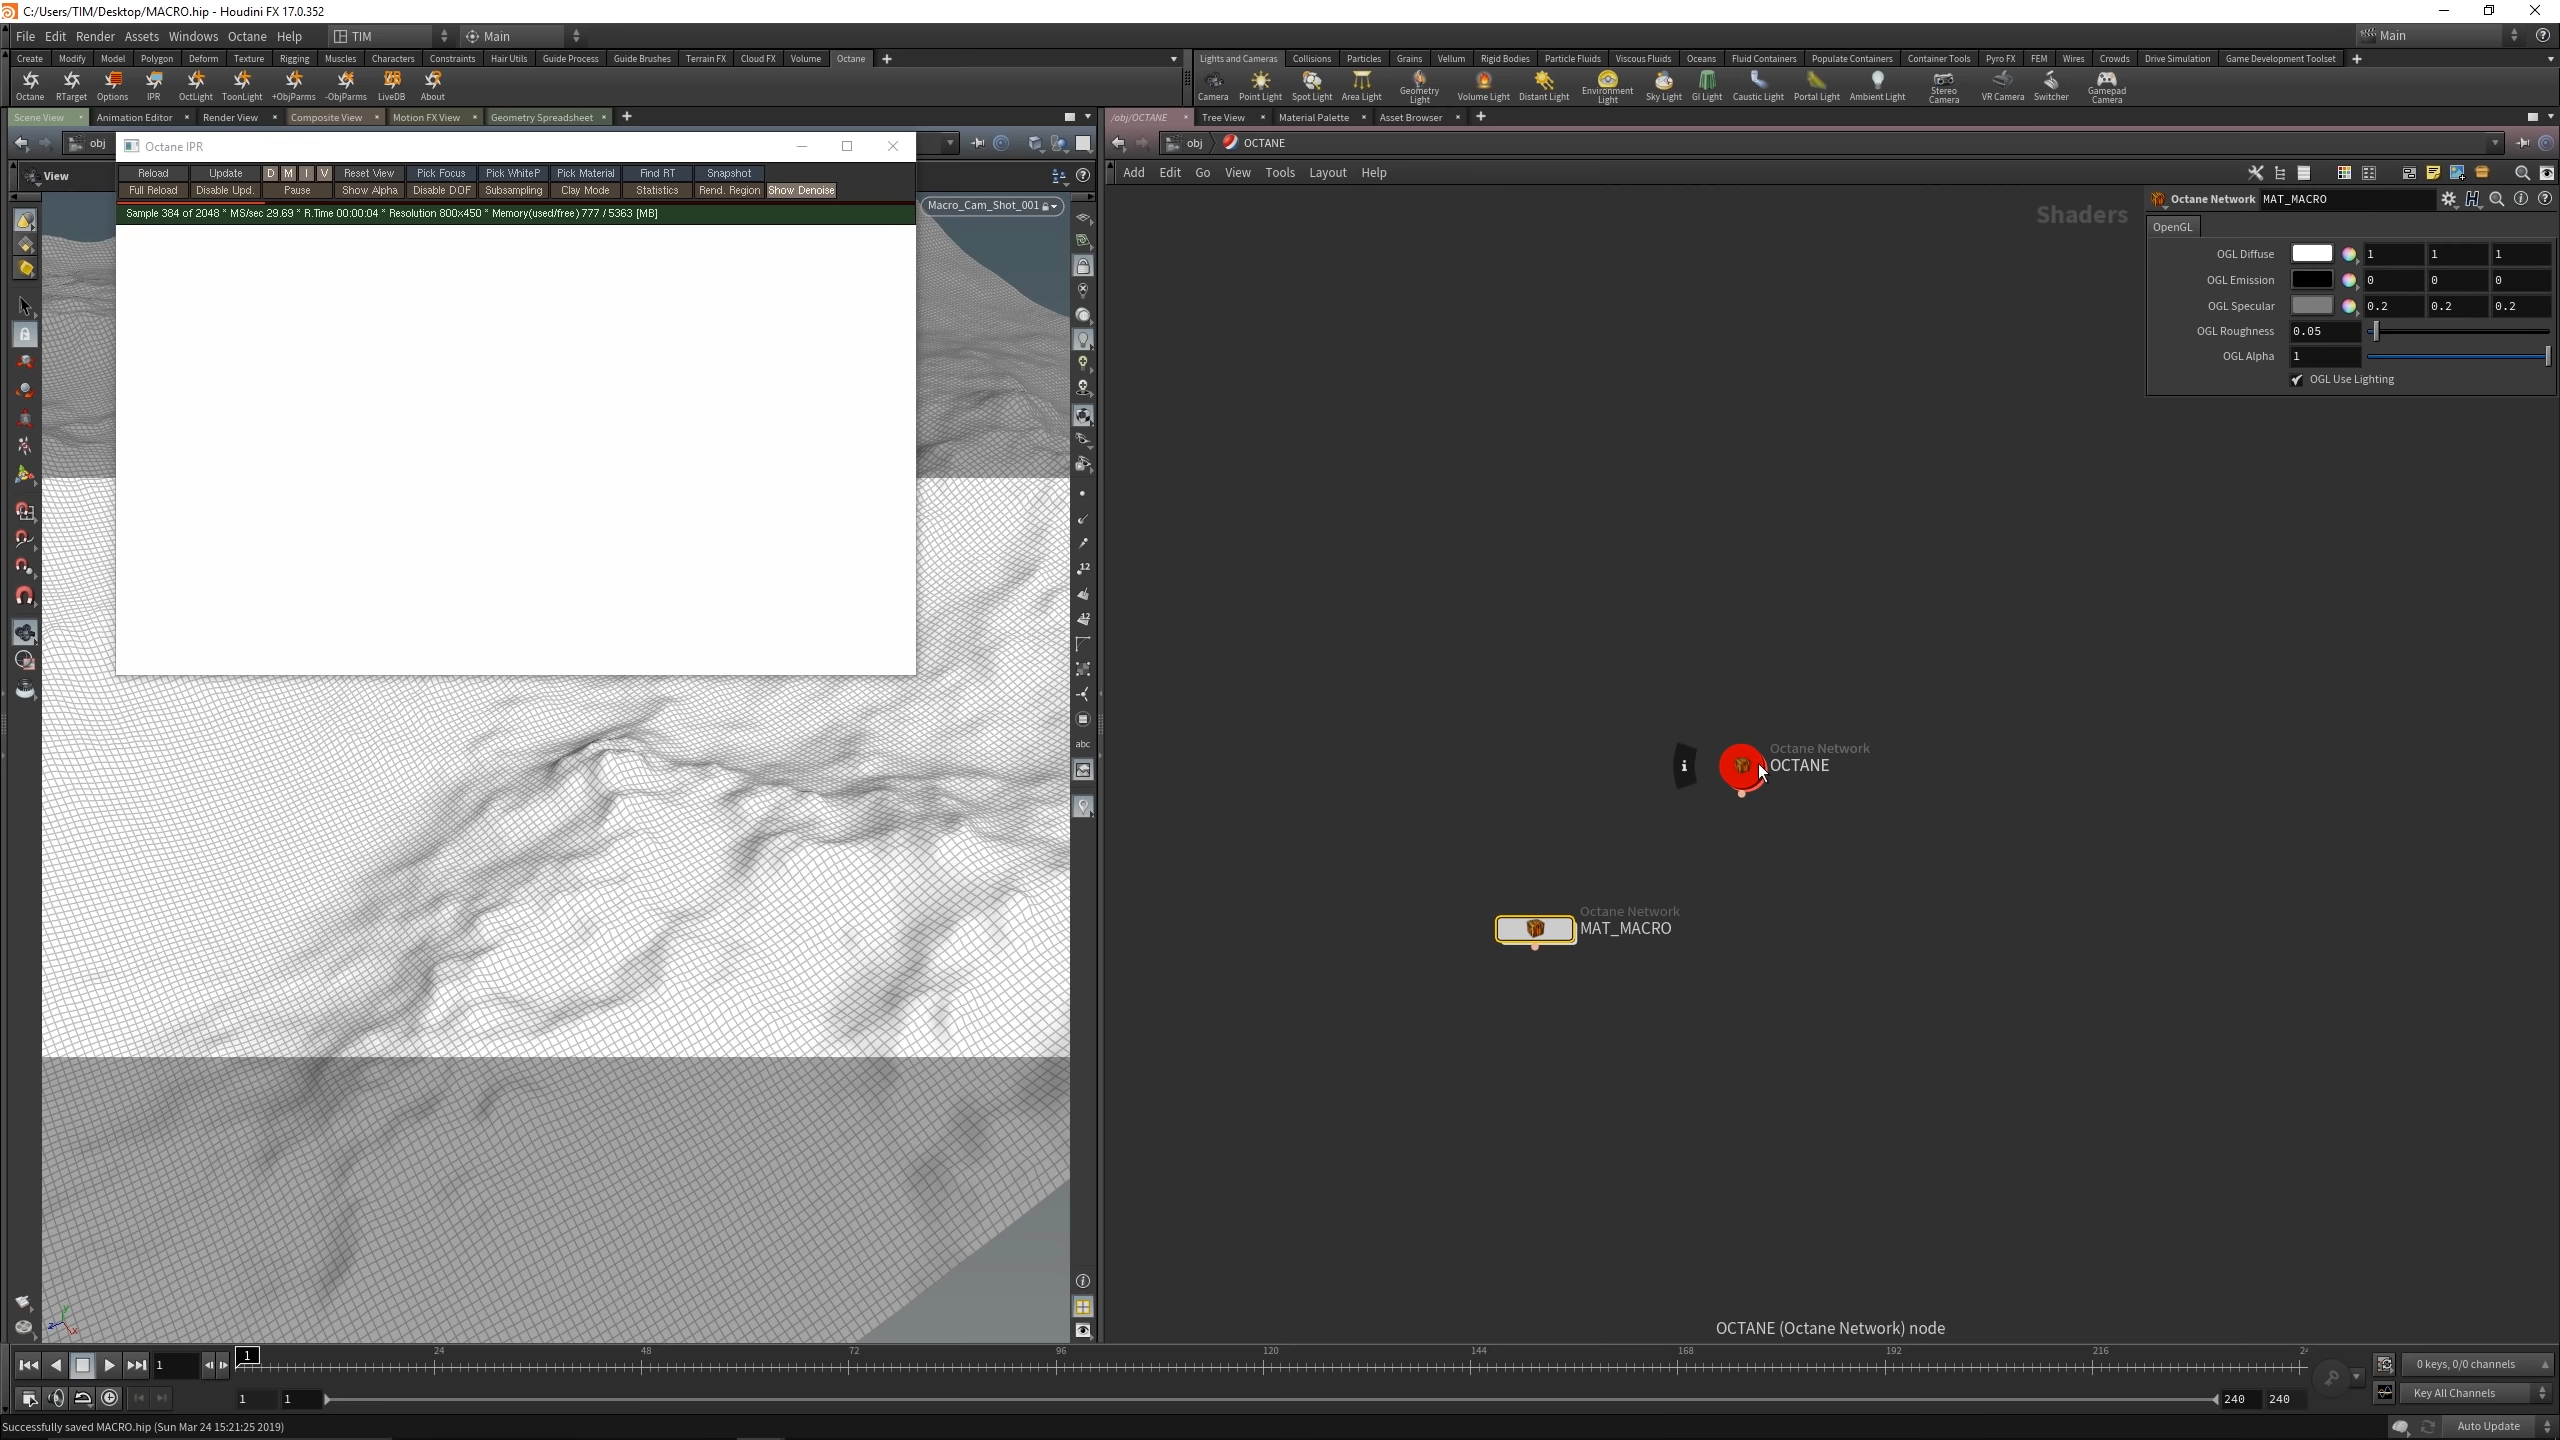 C:/Users/TIM/Desktop/MACRO.hip - Houdini FX 17.0.352
File Edit Render Assets Windows Octane Help TIM Main Main
Create Modify Model Polygon Deform Texture Rigging Muscles Characters Constraints Hair Utils Guide Process Guide Brushes Terrain FX Cloud FX Volume Octane
Lights and Cameras Collisions Particles Grains Vellum Rigid Bodies Particle Fluids Viscous Fluids Oceans Fluid Containers Populate Containers Container Tools Pyro FX FEM Wires Crowds Drive Simulation Game Development Toolset
Octane RTarget Options IPR OctLight ToonLight +ObjParms -ObjParms LiveDB About
Camera Point Light Spot Light Area Light Geometry Light Volume Light Distant Light Environment Light Sky Light GI Light Caustic Light Portal Light Ambient Light Stereo Camera VR Camera Switcher Gamepad Camera
Scene View Animation Editor Render View Composite View Motion FX View Geometry Spreadsheet
/obj/OCTANE Tree View Material Palette Asset Browser
obj
Octane IPR
obj OCTANE
View
Reload Update D M I V Reset View Pick Focus Pick WhiteP Pick Material Find RT Snapshot
Full Reload Disable Upd. Pause Show Alpha Disable DOF Subsampling Clay Mode Statistics Rend. Region Show Denoise
Sample 384 of 2048 * MS/sec 29.69 * R.Time 00:00:04 * Resolution 800x450 * Memory(used/free) 777 / 5363 [MB]
Macro_Cam_Shot_001
Add Edit Go View Tools Layout Help
Shaders
Octane Network MAT_MACRO
OpenGL
OGL Diffuse 1 1 1
OGL Emission 0 0 0
OGL Specular 0.2 0.2 0.2
OGL Roughness 0.05
OGL Alpha 1
OGL Use Lighting
12
12
abc
Octane Network
OCTANE
Octane Network
MAT_MACRO
OCTANE (Octane Network) node
1 1 24 48 72 96 120 144 168 192 216 24
0 keys, 0/0 channels
1 1 240 240
Key All Channels
Successfully saved MACRO.hip (Sun Mar 24 15:21:25 2019)
Auto Update